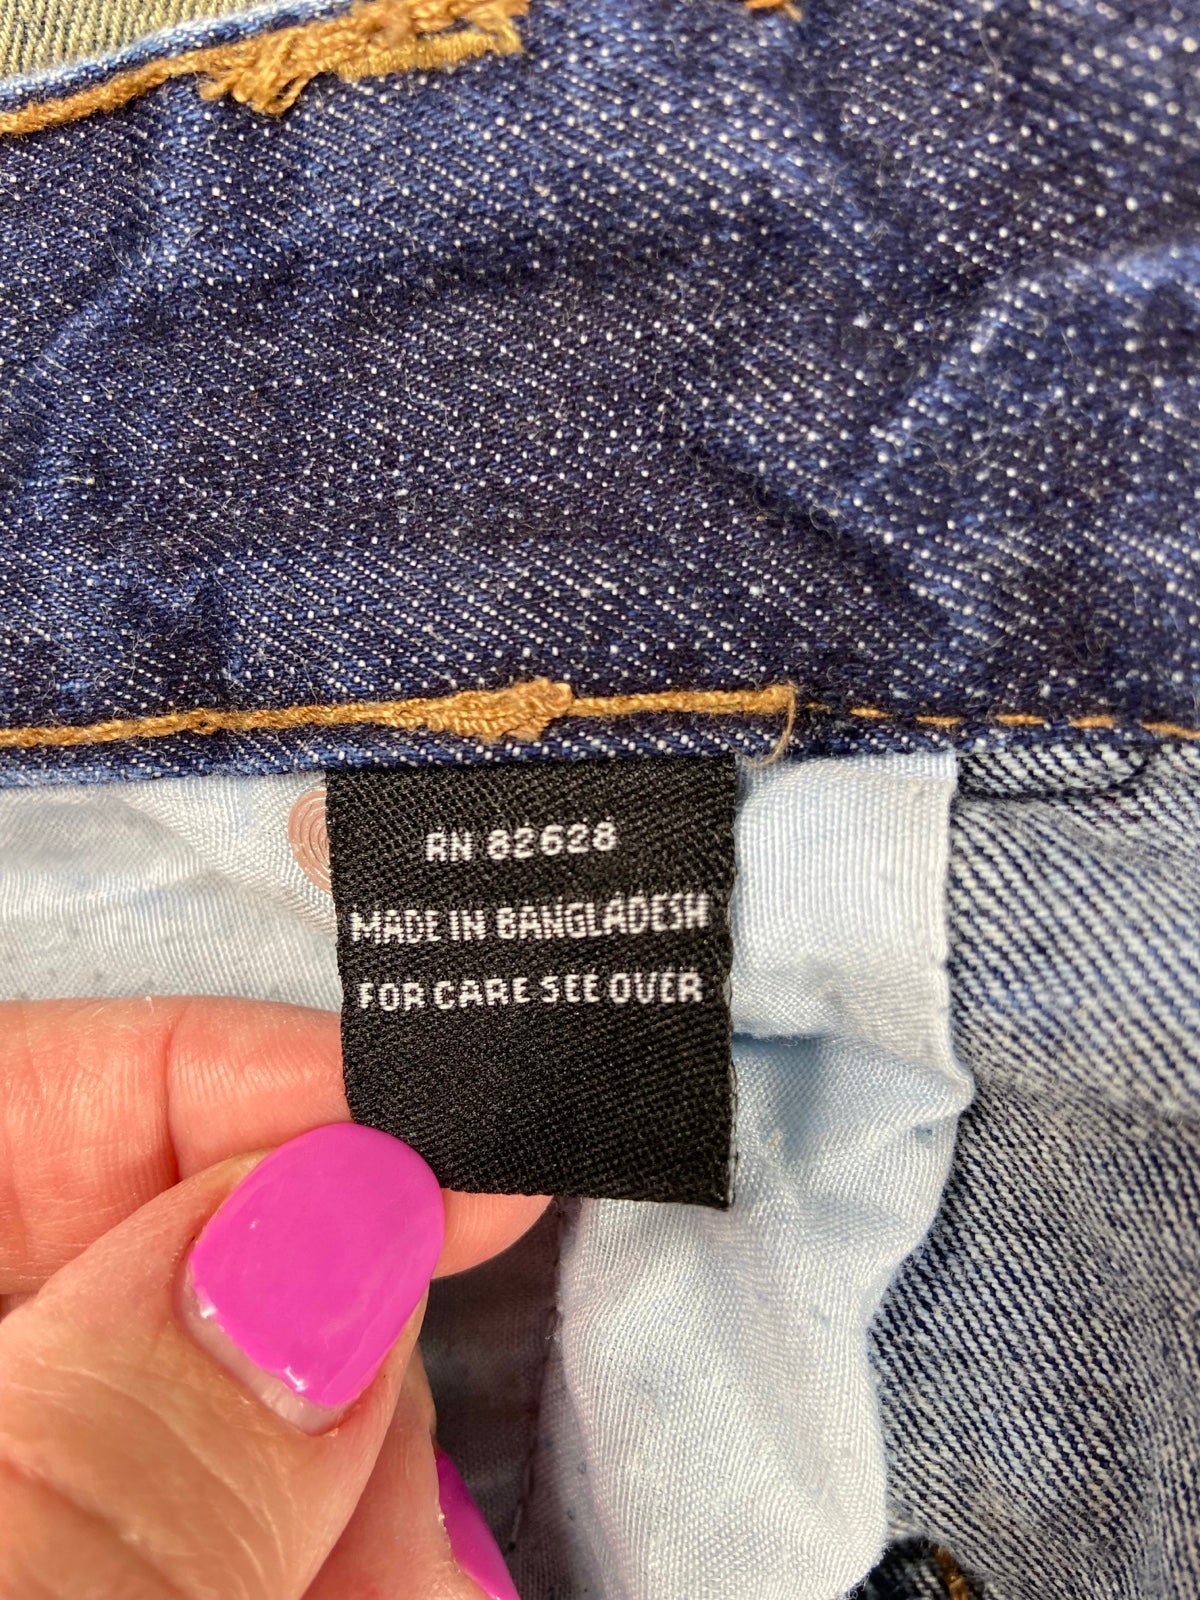 RN 82628
MADE IN BANGLADESH
FOR CARE SEE OVER